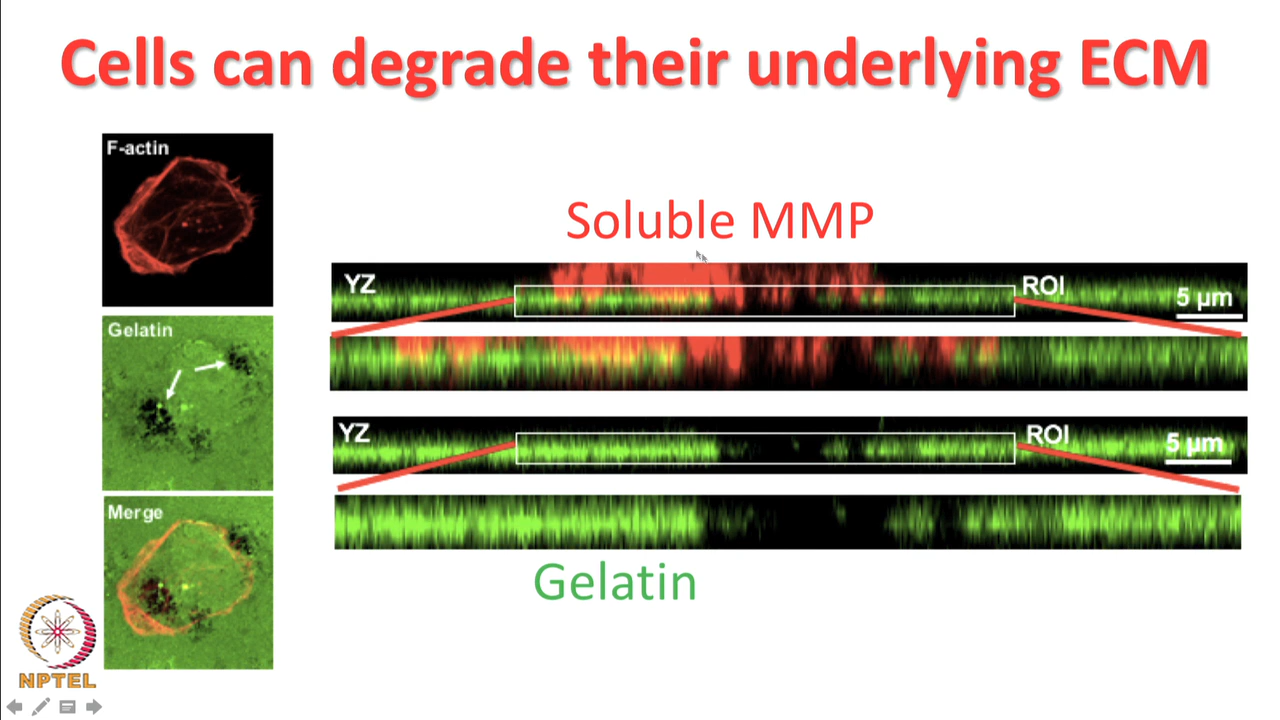 Cells can degrade their underlying ECM
F-actin
Gelatin
Merge
Soluble MMP
YZ
ROI
5 µm
YZ
ROI
5 µm
Gelatin
NPTEL